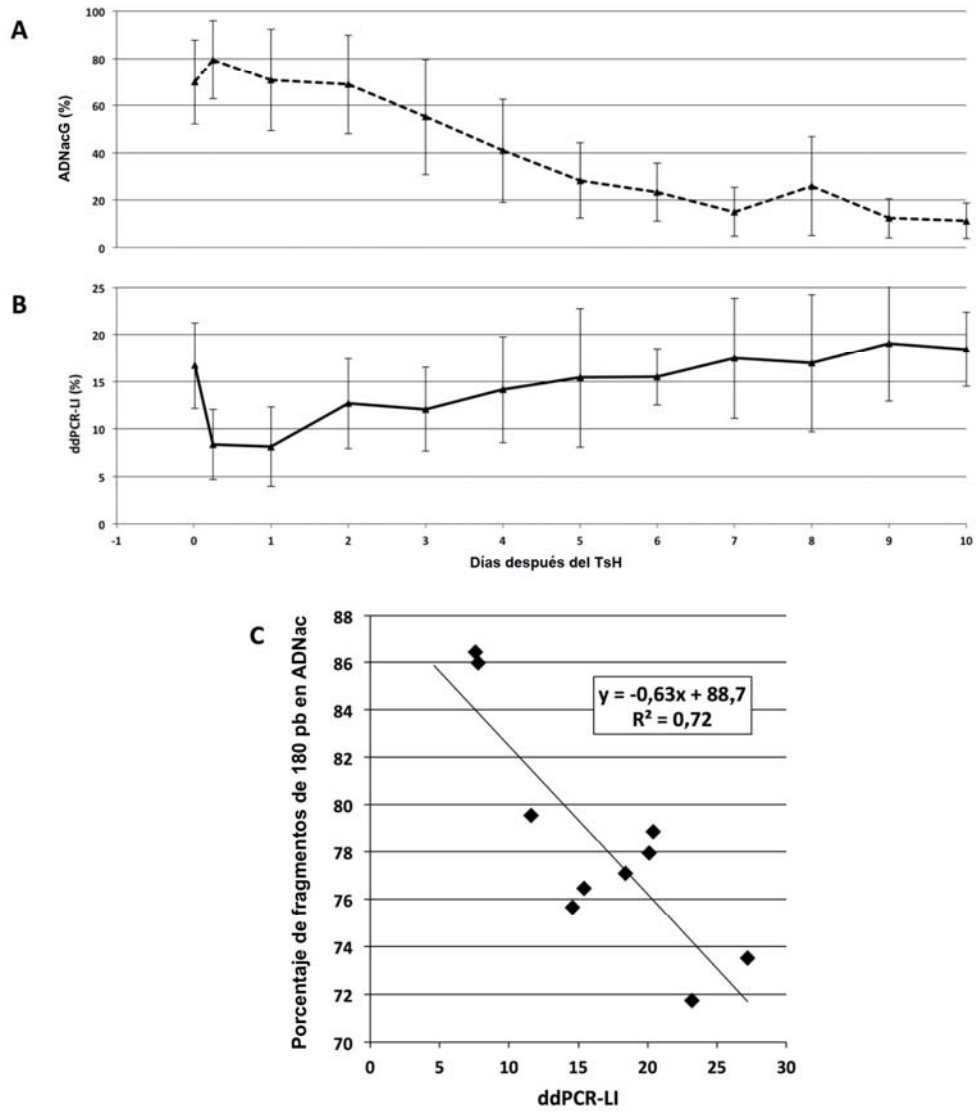 A
ADNacG (%)
100
80
60
40
20
0
B
ddPCR-LI (%)
25
20
15
10
5
0
-1 0 1 2 3 4 5 6 7 8 9 10
Días después del TsH
C
Porcentaje de fragmentos de 180 pb en ADNac
88
86
84
82
80
78
76
74
72
70
y = -0,63x + 88,7
R² = 0,72
0 5 10 15 20 25 30
ddPCR-LI